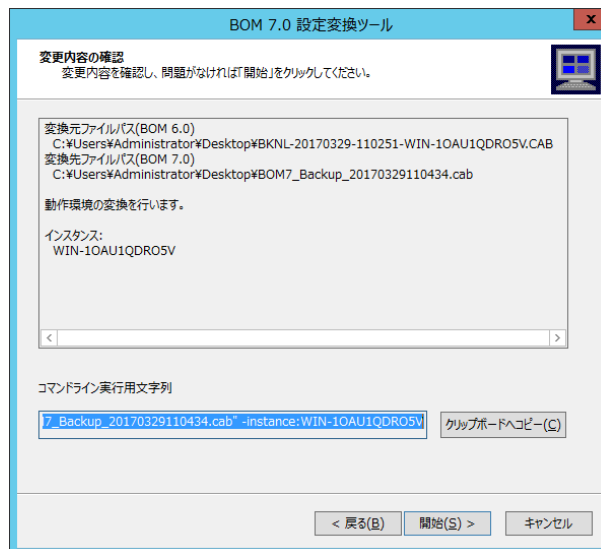 BOM 7.0 設定変換ツール
x
変更内容の確認
変更内容を確認し、問題がなければ「開始」をクリックしてください。
変換元ファイルパス(BOM 6.0)
C:¥Users¥Administrator¥Desktop¥BKNL-20170329-110251-WIN-1OAU1QDRO5V.CAB
変換先ファイルパス(BOM 7.0)
C:¥Users¥Administrator¥Desktop¥BOM7_Backup_20170329110434.cab
動作環境の変換を行います。
インスタンス:
WIN-1OAU1QDRO5V
コマンドライン実行用文字列
7_Backup_20170329110434.cab" -instance:WIN-1OAU1QDRO5V
クリップボードへコピー(C)
< 戻る(B)
開始(S) >
キャンセル